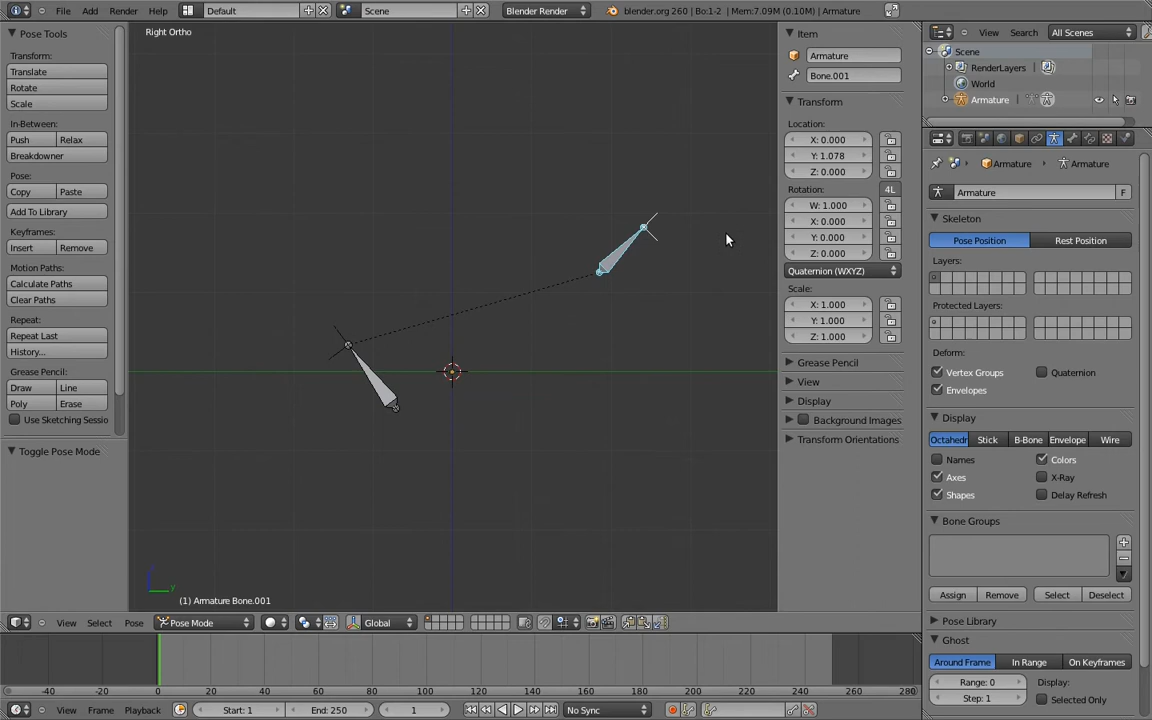 File Add Render Help Default Scene Blender Render blender.org 260 | Bo:1-2 | Mem:7.09M (0.10M) | Armature
Pose Tools
Transform:
Translate
Rotate
Scale
In-Between:
Push Relax
Breakdowner
Pose:
Copy Paste
Add To Library
Keyframes:
Insert Remove
Motion Paths:
Calculate Paths
Clear Paths
Repeat:
Repeat Last
History...
Grease Pencil:
Draw Line
Poly Erase
Use Sketching Sessio
Toggle Pose Mode
Right Ortho
y
(1) Armature Bone.001
Item
Armature
Bone.001
Transform
Location:
X: 0.000
Y: 1.078
Z: 0.000
Rotation: 4L
W: 1.000
X: 0.000
Y: 0.000
Z: 0.000
Quaternion (WXYZ)
Scale:
X: 1.000
Y: 1.000
Z: 1.000
Grease Pencil
View
Display
Background Images
Transform Orientations
View Search All Scenes
Scene
RenderLayers
World
Armature
Armature Armature
Armature F
Skeleton
Pose Position Rest Position
Layers:
Protected Layers:
Deform:
Vertex Groups Quaternion
Envelopes
Display
Octahedr Stick B-Bone Envelope Wire
Names Colors
Axes X-Ray
Shapes Delay Refresh
Bone Groups
Assign Remove Select Deselect
Pose Library
Ghost
Around Frame In Range On Keyframes
Range: 0 Display:
Step: 1 Selected Only
View Select Pose Pose Mode Global
-40 -20 0 20 40 60 80 100 120 140 160 180 200 220 240 260 280
View Frame Playback Start: 1 End: 250 1 No Sync